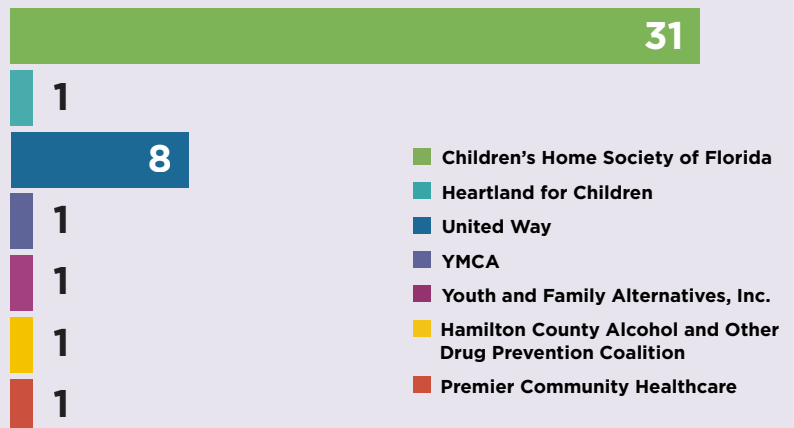 31
1
8
1
1
1
1
Children's Home Society of Florida
Heartland for Children
United Way
YMCA
Youth and Family Alternatives, Inc.
Hamilton County Alcohol and Other
Drug Prevention Coalition
Premier Community Healthcare